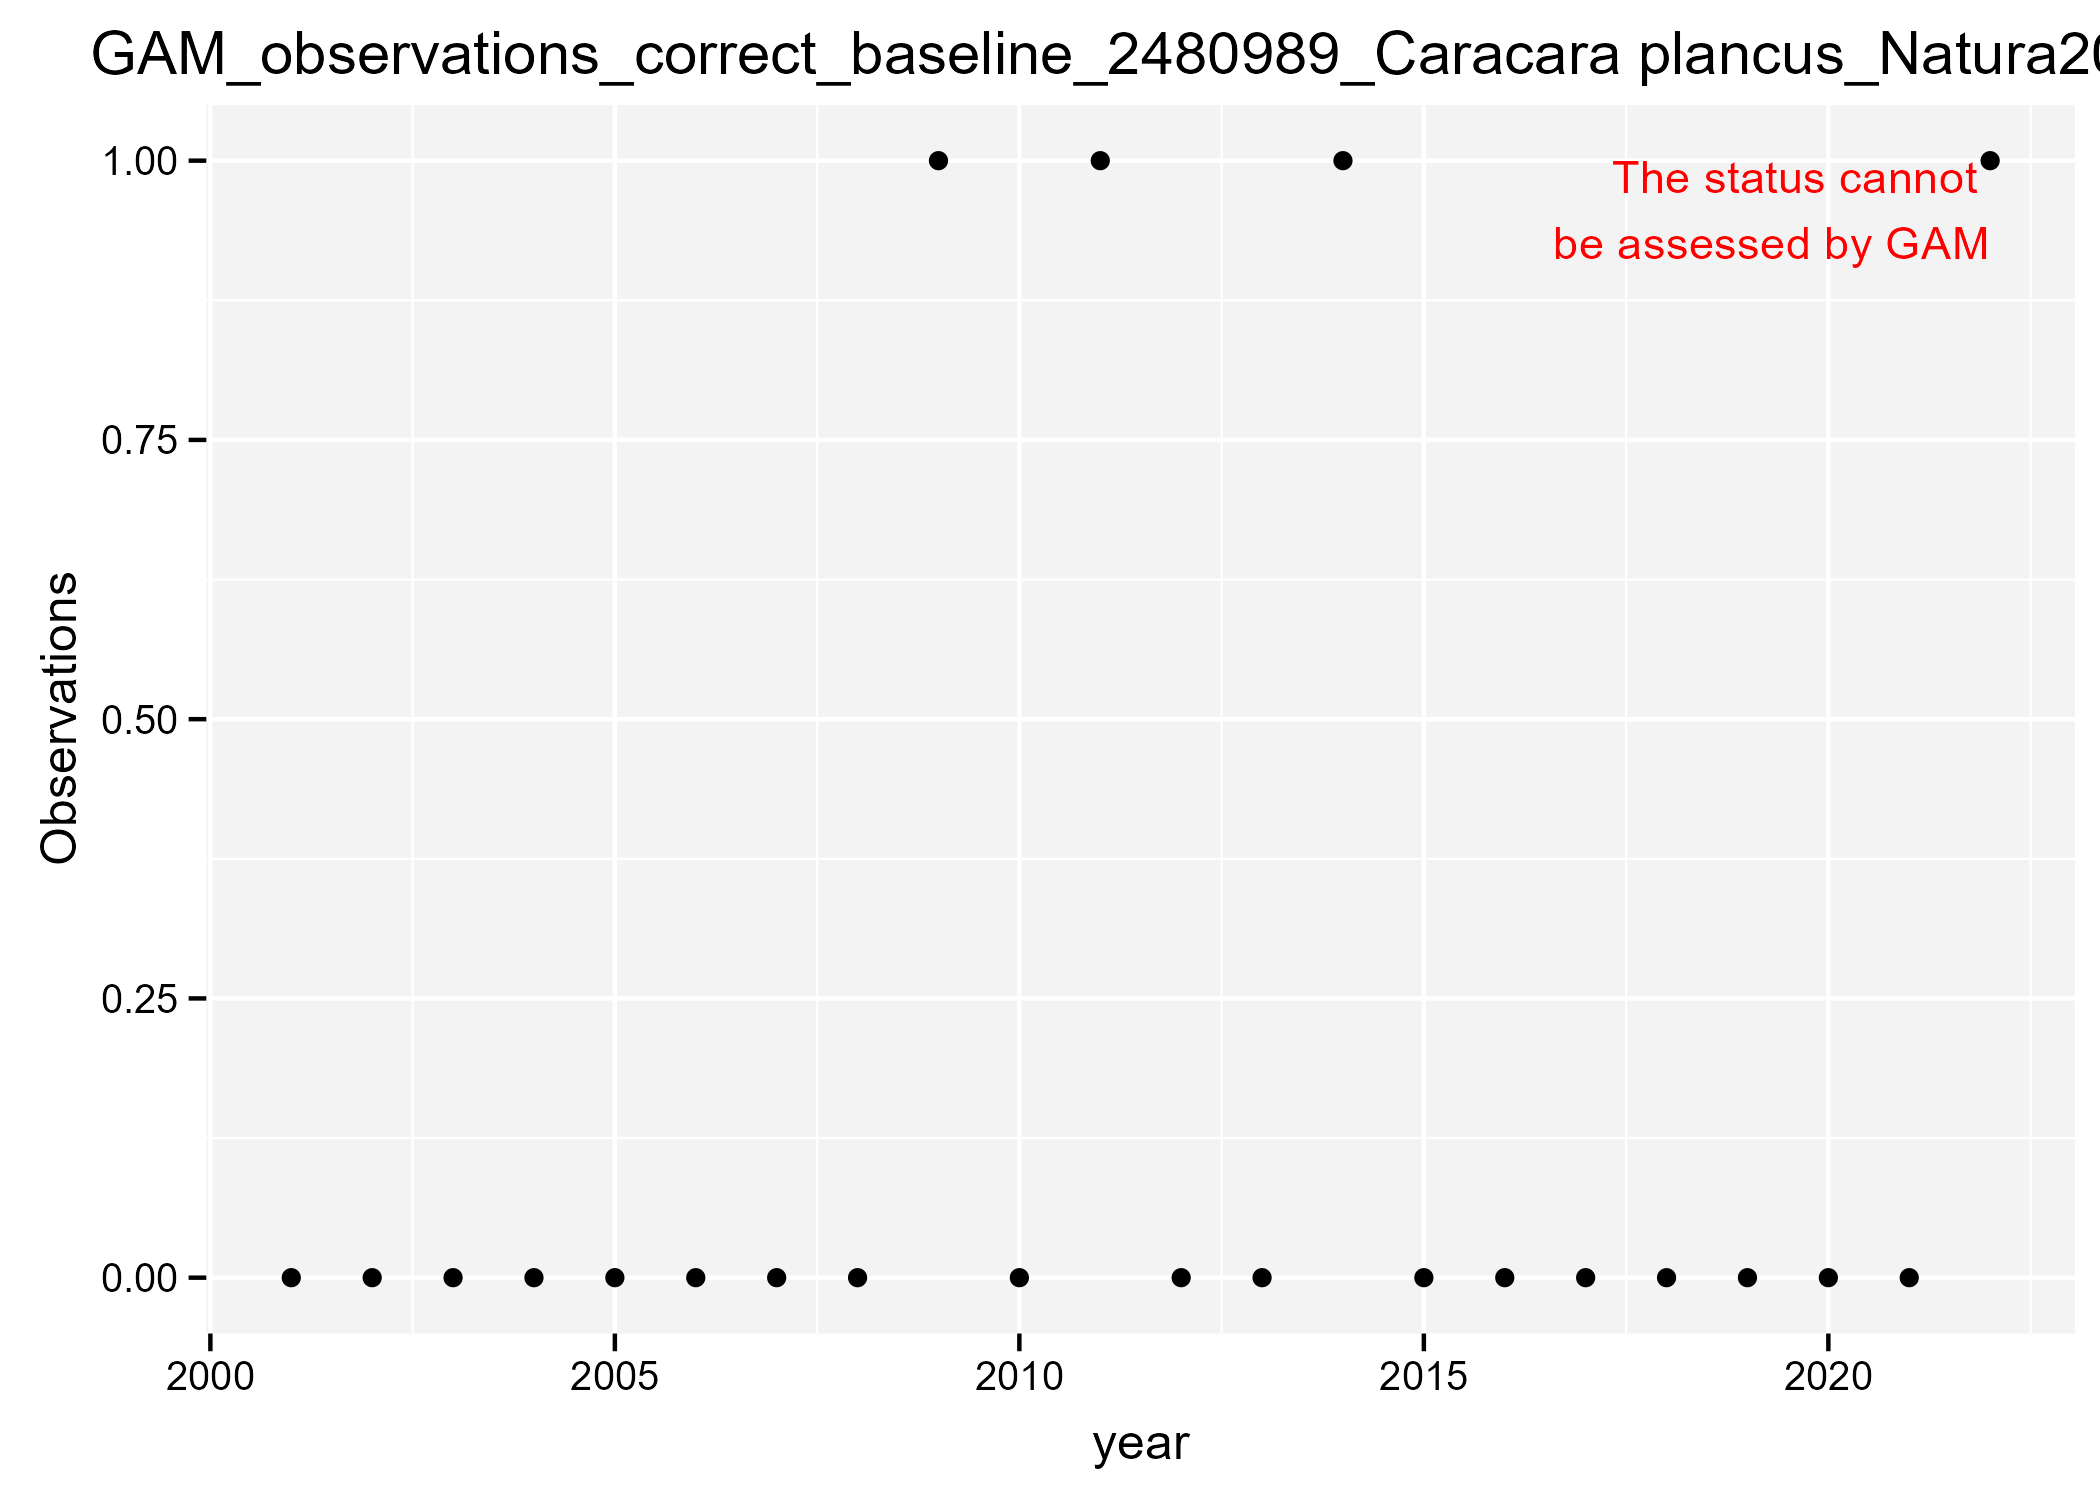 GAM_observations_correct_baseline_2480989_Caracara plancus_Natura20
1.00
The status cannot
be assessed by GAM
0.75
0.50
Observations
0.25
0.00
2000 2005 2010 2015 2020
year